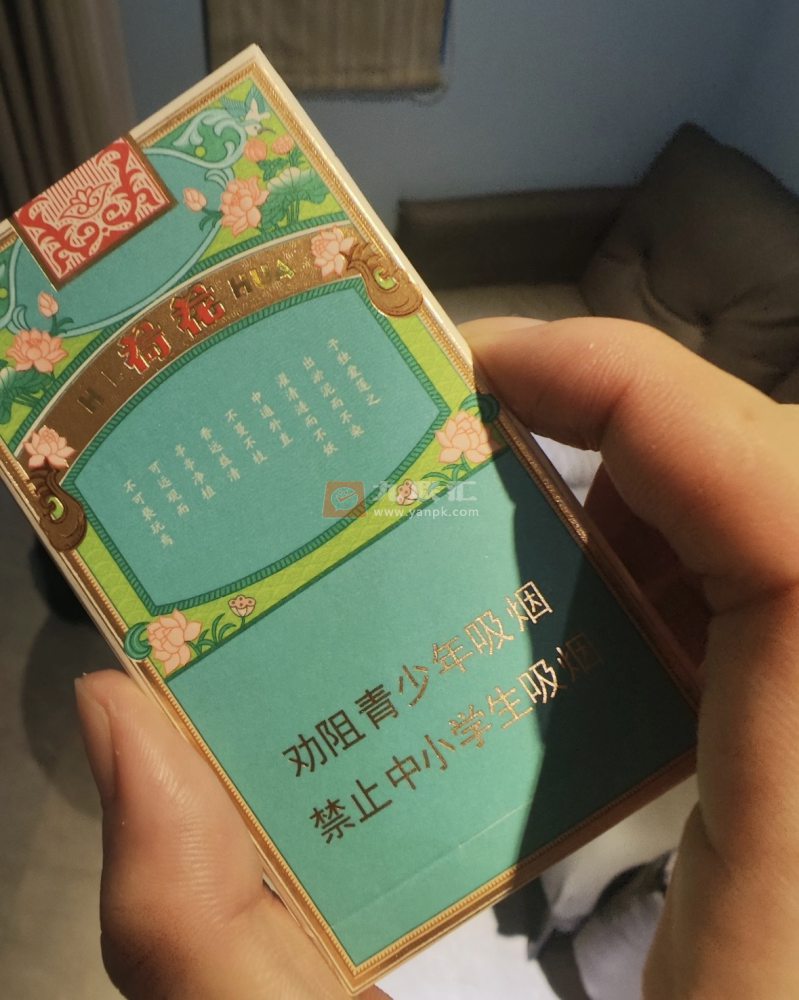 荷花
HUA
予独爱莲之
出淤泥而不染
濯清涟而不妖
中通外直
不蔓不枝
香远益清
亭亭净植
可远观而
不可亵玩焉
www.yanpk.com
劝阻青少年吸烟
禁止中小学生吸烟